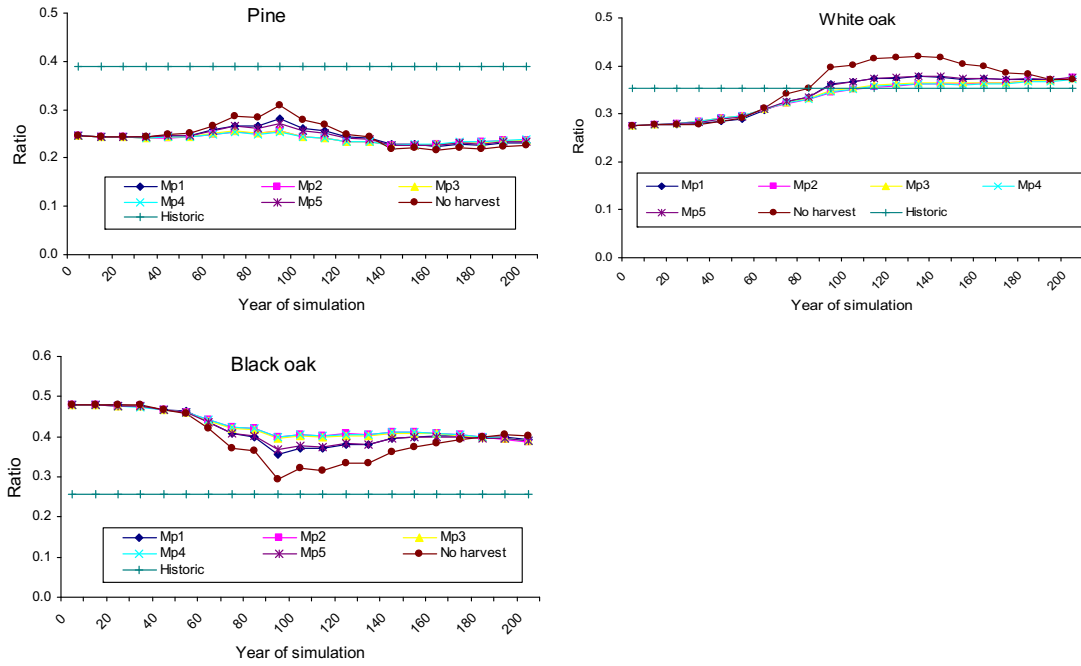 Pine
0.5
0.4
0.3
0.2
0.1
0.0
Ratio
Mp1 Mp2 Mp3
Mp4 Mp5 No harvest
Historic
0 20 40 60 80 100 120 140 160 180 200
Year of simulation
White oak
0.5
0.4
0.3
0.2
0.1
0.0
Ratio
Mp1 Mp2 Mp3 Mp4
Mp5 No harvest Historic
0 20 40 60 80 100 120 140 160 180 200
Year of simulation
Black oak
0.6
0.5
0.4
0.3
0.2
0.1
0.0
Ratio
Mp1 Mp2 Mp3
Mp4 Mp5 No harvest
Historic
0 20 40 60 80 100 120 140 160 180 200
Year of simulation